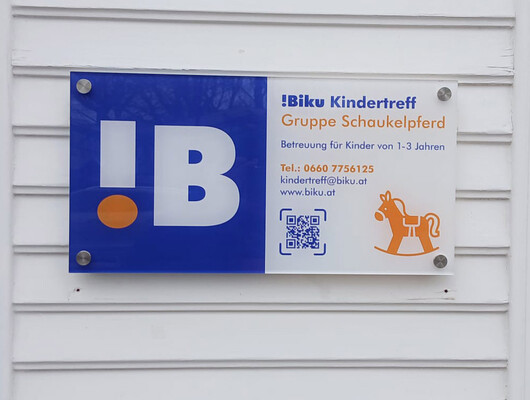 !B
!Biku Kindertreff
Gruppe Schaukelpferd
Betreuung für Kinder von 1-3 Jahren
Tel.: 0660 7756125
kindertreff@biku.at
www.biku.at